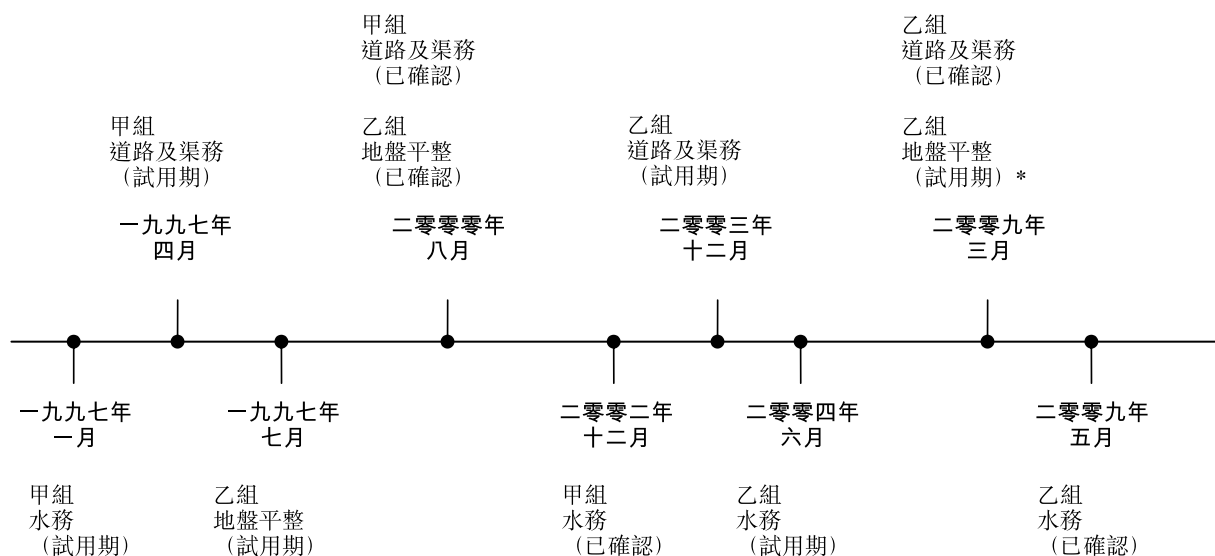 甲組
道路及渠務
（已確認）
乙組
道路及渠務
（已確認）
甲組
道路及渠務
（試用期）
乙組
地盤平整
（已確認）
乙組
道路及渠務
（試用期）
乙組
地盤平整
（試用期）*
一九九七年
四月
二零零零年
八月
二零零三年
十二月
二零零九年
三月
一九九七年
一月
一九九七年
七月
二零零二年
十二月
二零零四年
六月
二零零九年
五月
甲組
水務
（試用期）
乙組
地盤平整
（試用期）
甲組
水務
（已確認）
乙組
水務
（試用期）
乙組
水務
（已確認）